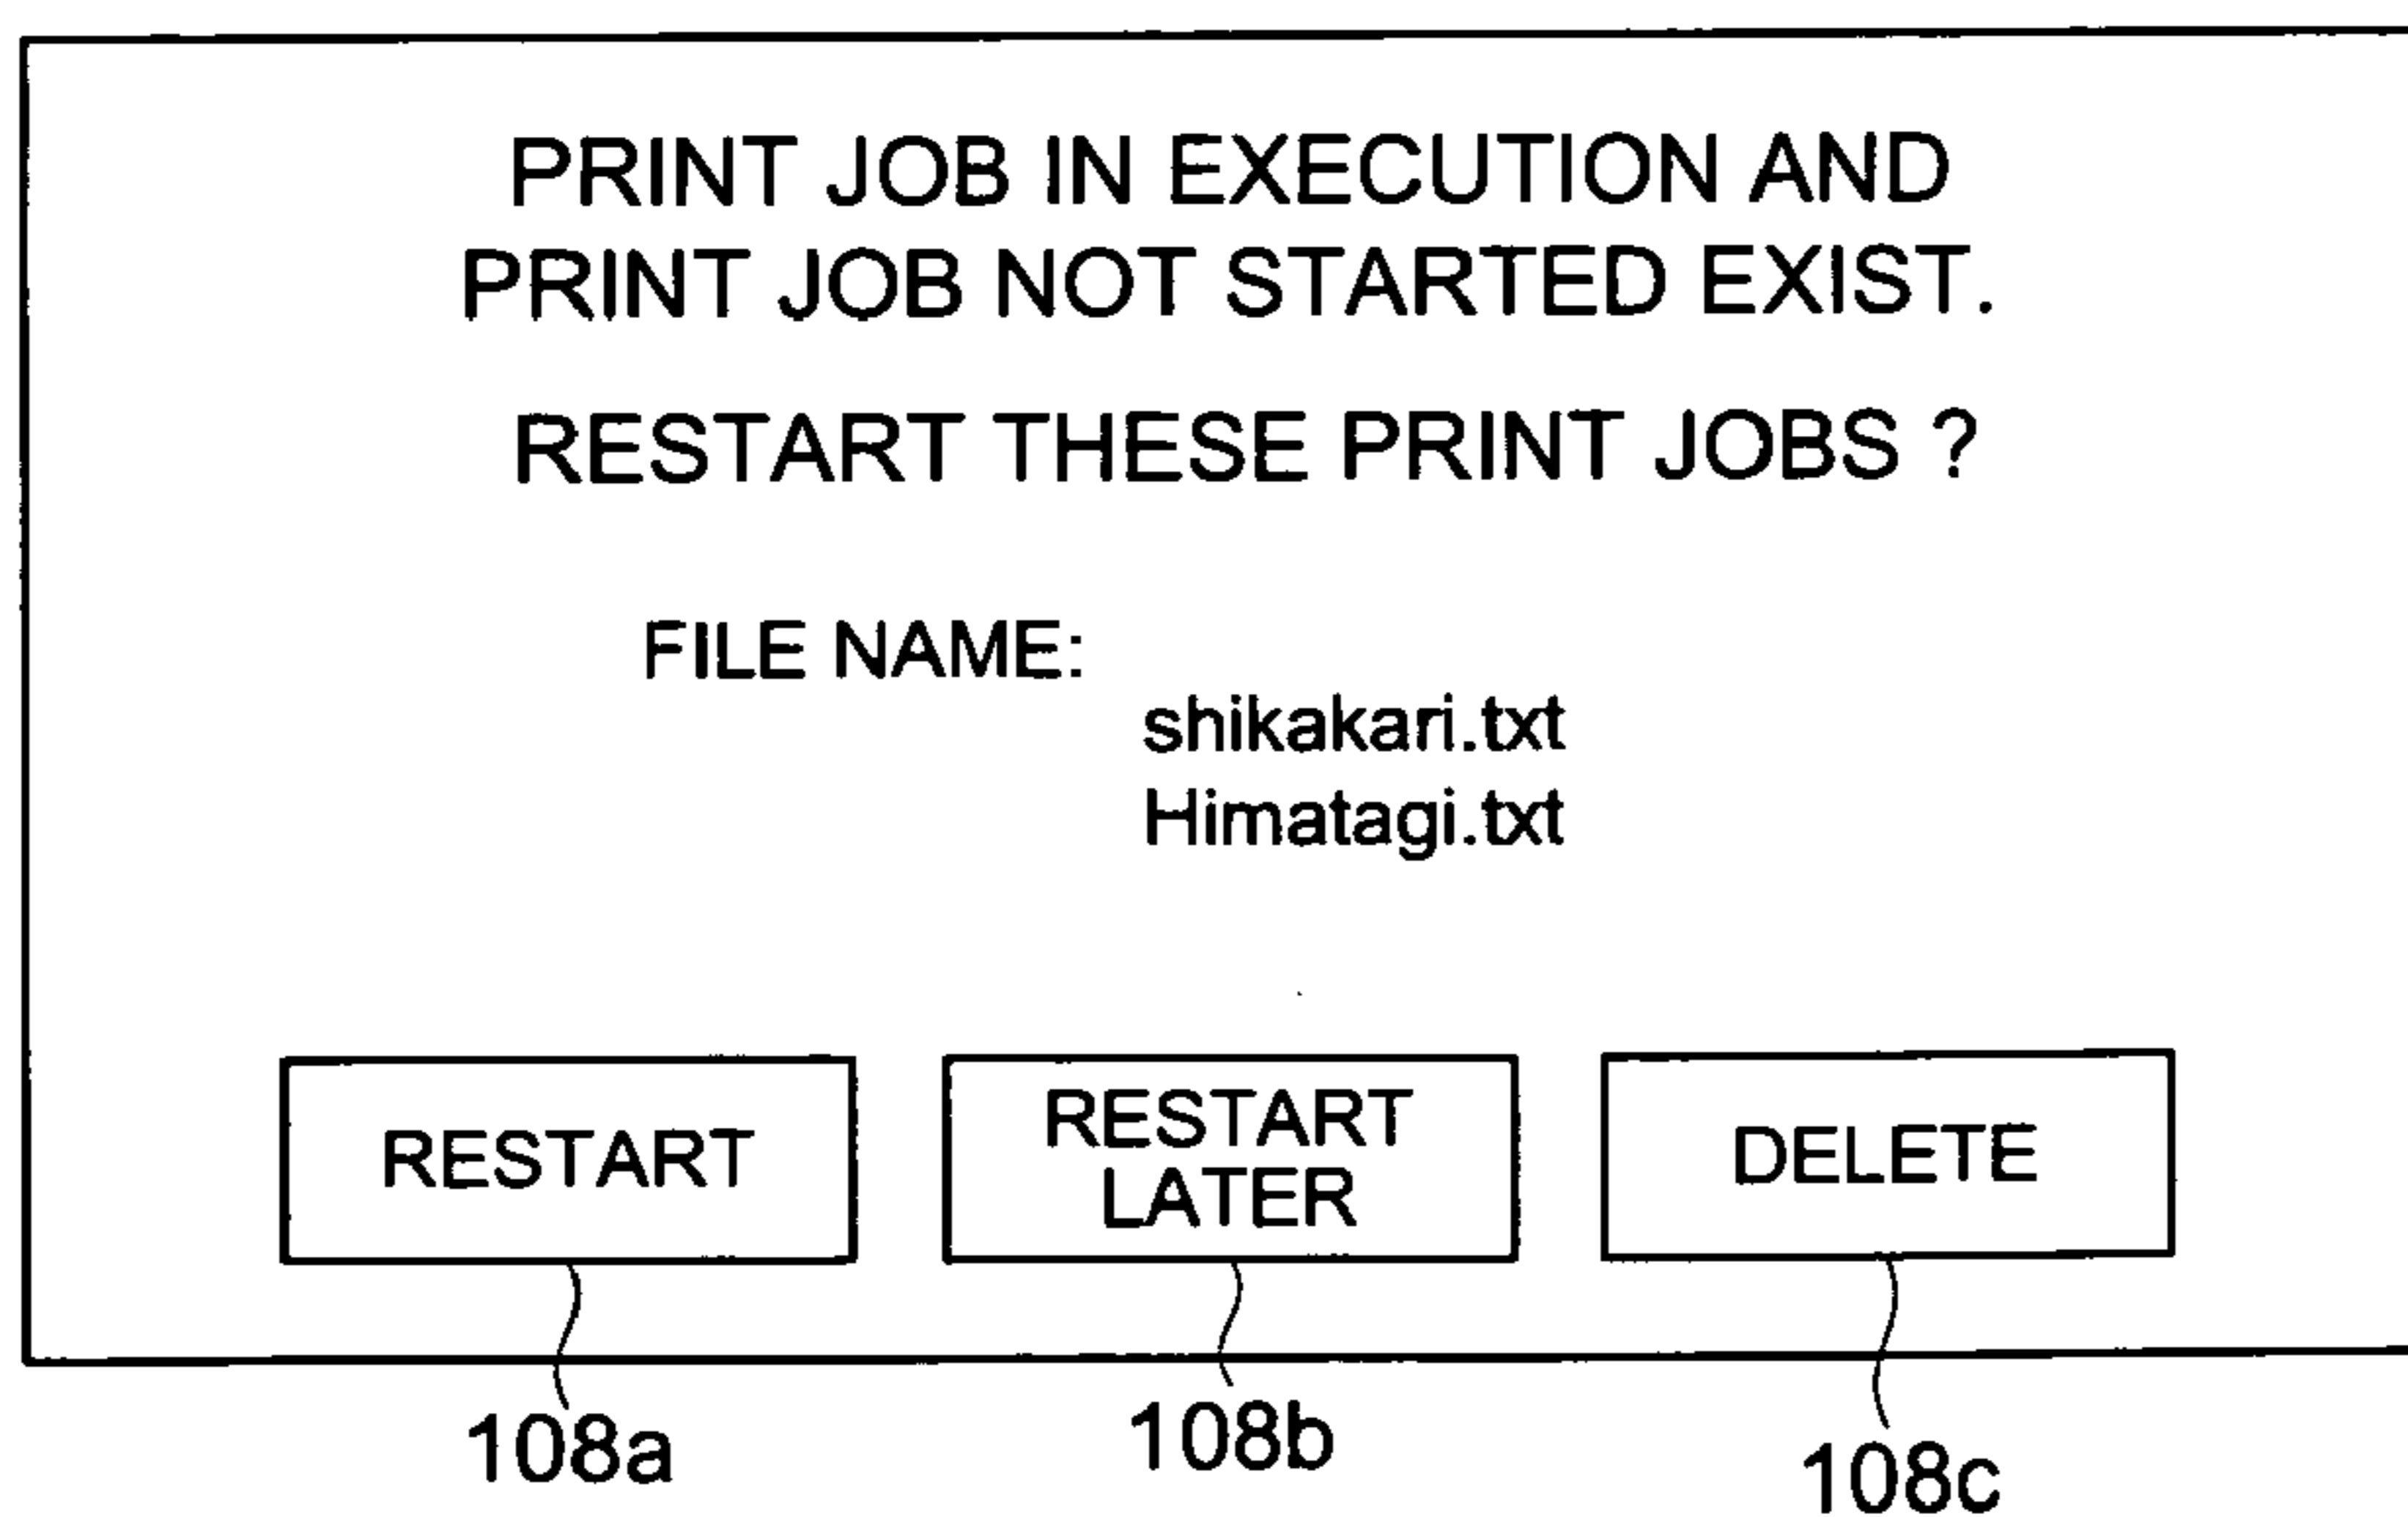 PRINT JOB IN EXECUTION AND
PRINT JOB NOT STARTED EXIST.
RESTART THESE PRINT JOBS ?
FILE NAME:
shikakari.txt
Himatagi.txt
RESTART
RESTART
LATER
DELETE
108a
108b
108c